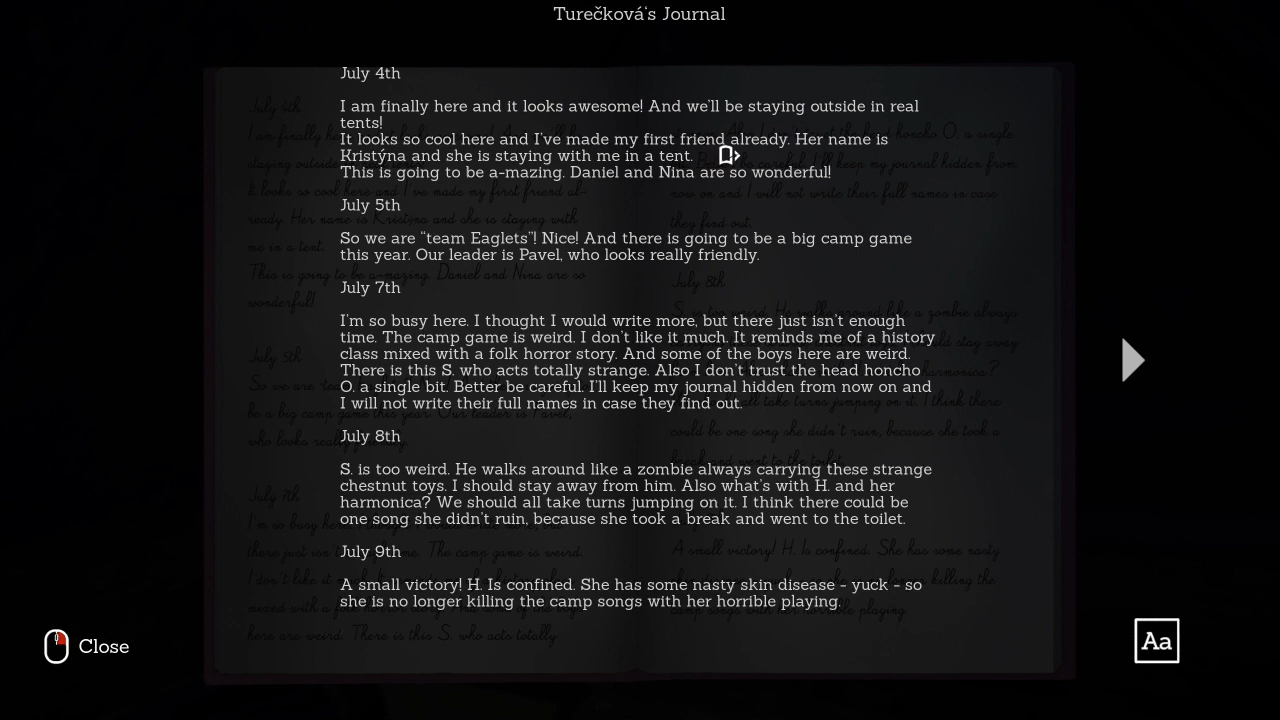 Turečková's Journal
July 4th
I am finally here and it looks awesome! And we'll be staying outside in real
tents!
It looks so cool here and I've made my first friend already. Her name is
Kristýna and she is staying with me in a tent.
This is going to be a-mazing. Daniel and Nina are so wonderful!
July 5th
So we are “team Eaglets”! Nice! And there is going to be a big camp game
this year. Our leader is Pavel, who looks really friendly.
July 7th
I'm so busy here. I thought I would write more, but there just isn't enough
time. The camp game is weird. I don't like it much. It reminds me of a history
class mixed with a folk horror story. And some of the boys here are weird.
There is this S. who acts totally strange. Also I don't trust the head honcho
O. a single bit. Better be careful. I'll keep my journal hidden from now on and
I will not write their full names in case they find out.
July 8th
S. is too weird. He walks around like a zombie always carrying these strange
chestnut toys. I should stay away from him. Also what's with H. and her
harmonica? We should all take turns jumping on it. I think there could be
one song she didn't ruin, because she took a break and went to the toilet.
July 9th
A small victory! H. Is confined. She has some nasty skin disease - yuck - so
she is no longer killing the camp songs with her horrible playing.
Close
Aa